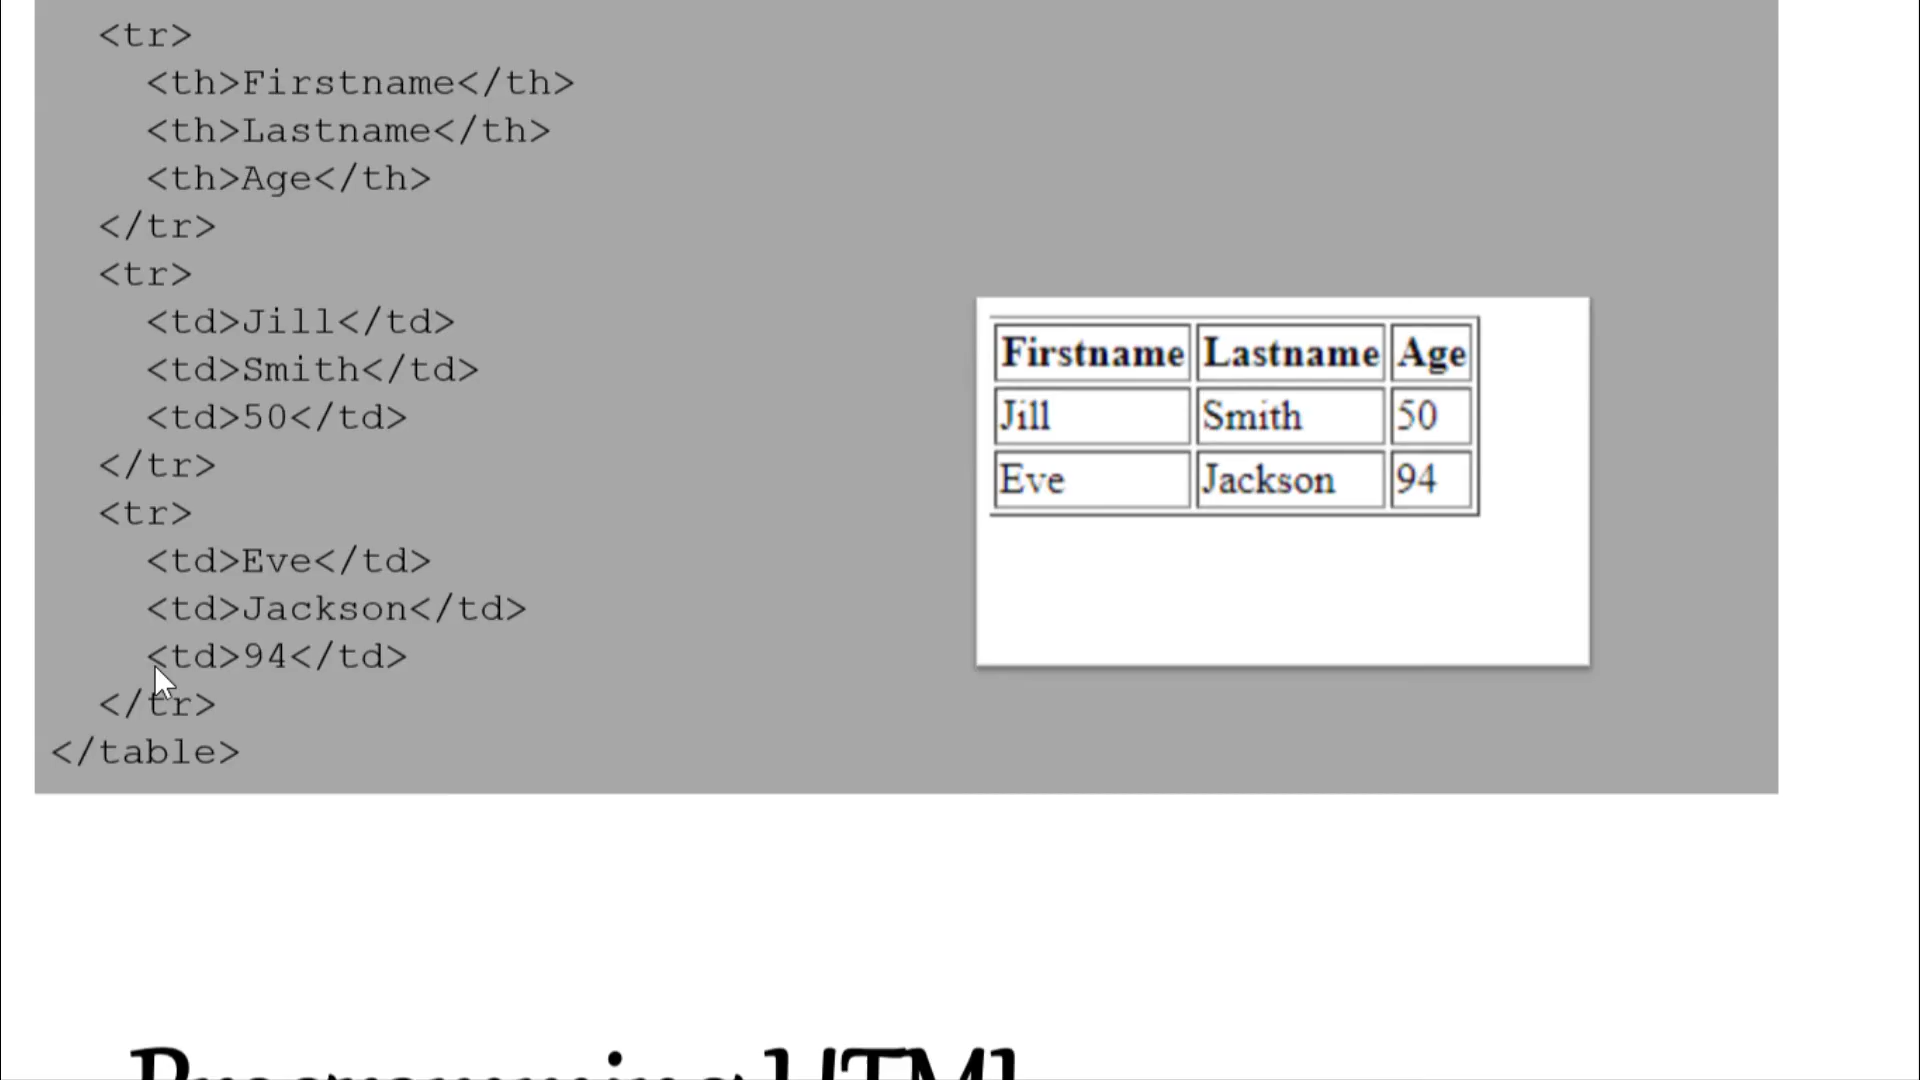 <tr>
<th>Firstname</th>
<th>Lastname</th>
<th>Age</th>
</tr>
<tr>
<td>Jill</td>
<td>Smith</td>
<td>50</td>
</tr>
<tr>
<td>Eve</td>
<td>Jackson</td>
<td>94</td>
</tr>
</table>
Firstname Lastname Age
Jill Smith 50
Eve Jackson 94
Programming HTML